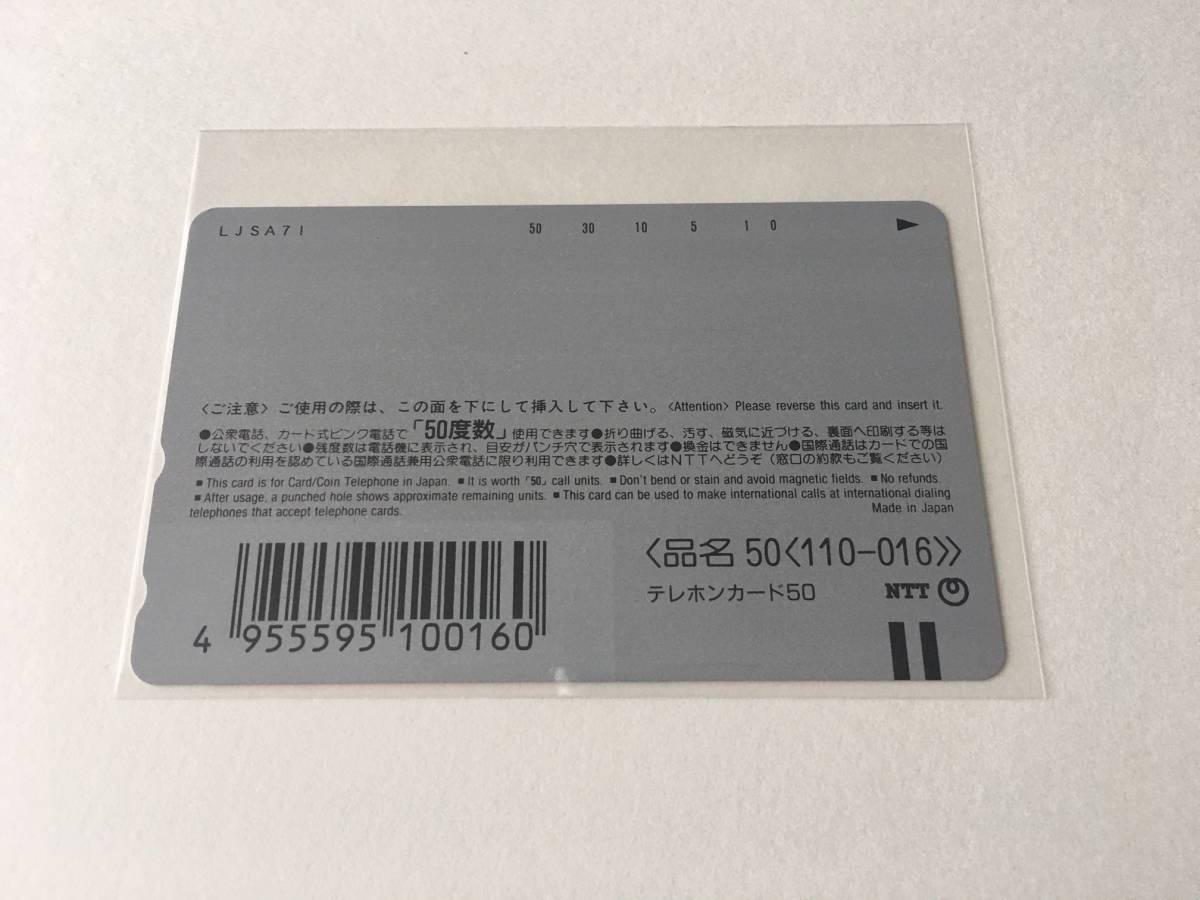 LJSA71 50 30 10 5 1 0
〈ご注意〉ご使用の際は、この面を下にして挿入して下さい。〈Attention〉Please reverse this card and insert it.
●公衆電話、カード式ピンク電話で「50度数」使用できます●折り曲げる、汚す、磁気に近づける、裏面へ印刷する等は
しないでください●残度数は電話機に表示され、目安がパンチ穴で表示されます●換金はできません●国際通話はカードでの国
際通話の利用を認めている国際通話兼用公衆電話に限り利用できます●詳しくはNTTへどうぞ(窓口の約款もご覧ください)
■This card is for Card/Coin Telephone in Japan. ■It is worth「50」call units. ■Don't bend or stain and avoid magnetic fields. ■No refunds.
■After usage, a punched hole shows approximate remaining units. ■This card can be used to make international calls at international dialing
telephones that accept telephone cards. Made in Japan
〈品名 50〈110-016〉〉
テレホンカード50 NTT
4 955595 100160